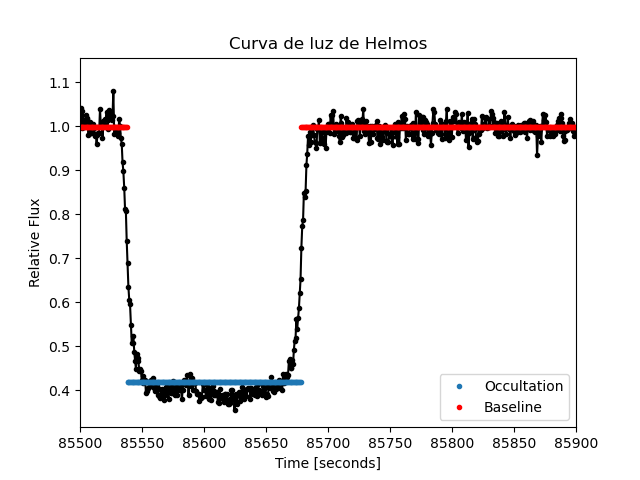 Curva de luz de Helmos
Relative Flux
1.1
1.0
0.9
0.8
0.7
0.6
0.5
0.4
Occultation
Baseline
85500 85550 85600 85650 85700 85750 85800 85850 85900
Time [seconds]